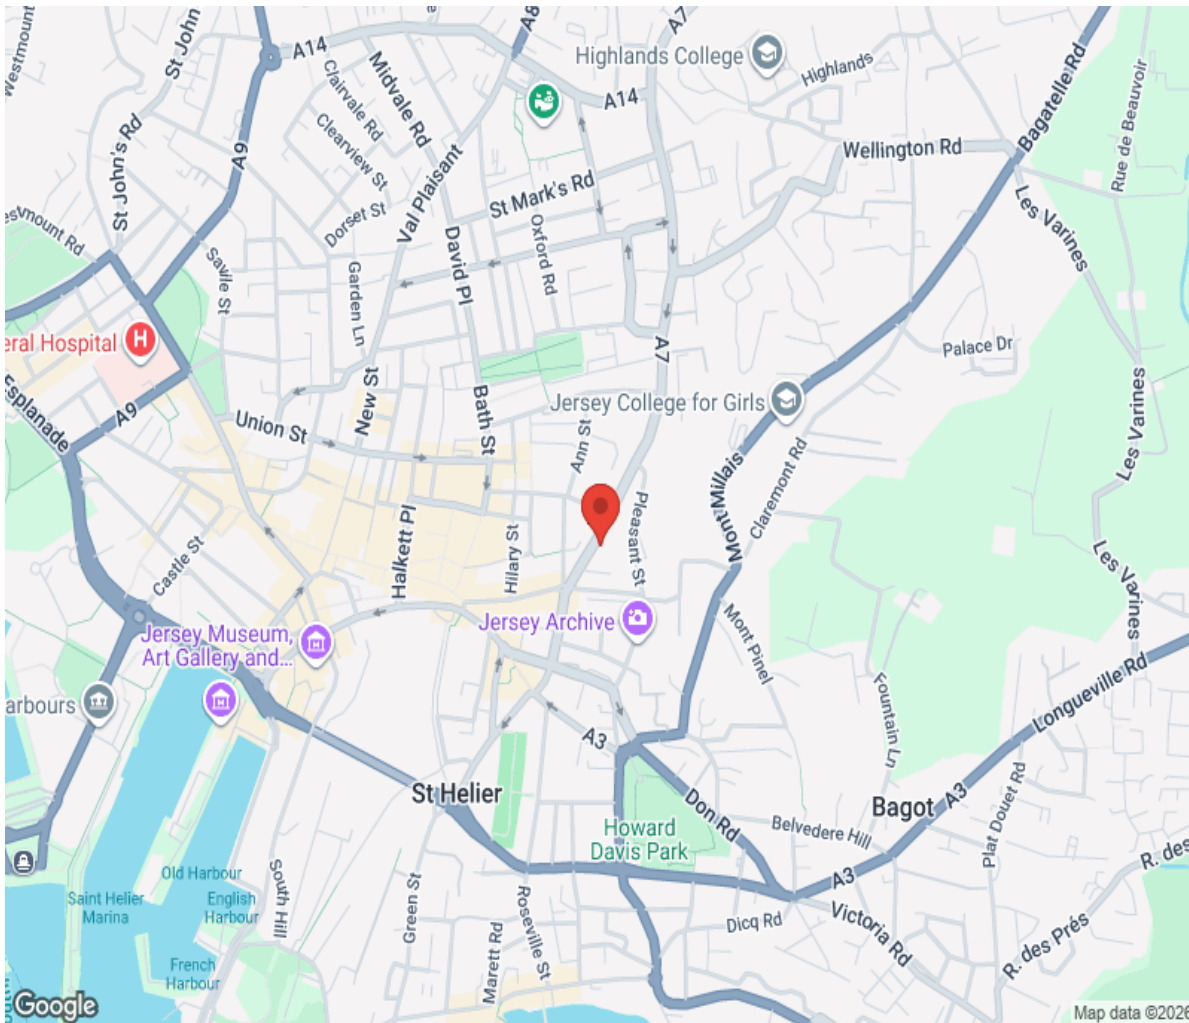 Westmount
St John
A14
Clairvale Rd
Midvale Rd
A8
A7
Highlands College
Highlands
Bagatelle Rd
Rue de Beauvoir
A14
Clearview St
St John's Rd
A9
Val Plaisant
Wellington Rd
St Mark's Rd
Dorset St
Oxford Rd
Les Varines
estmount Rd
Savile St
Garden Ln
David Pl
eral Hospital
H
A7
Palace Dr
Esplanade
A9
New St
Bath St
Jersey College for Girls
Union St
Ann St
Les Varines
Mont Millais
Claremont Rd
Pleasant St
Halkett Pl
Hilary St
Castle St
Les Varines
Jersey Archive
Jersey Museum,
Art Gallery and...
Mont Pinel
Fountain Ln
Longueville Rd
arbours
A3
St Helier
Bagot
A3
Don Rd
Plat Douet Rd
Howard
Davis Park
Belvedere Hill
R. des
Old Harbour
A3
Saint Helier
Marina
English
Harbour
South Hill
Green St
Roseville St
Dicq Rd
Victoria Rd
R. des Prés
Marett Rd
French
Harbour
Google
Map data ©2026